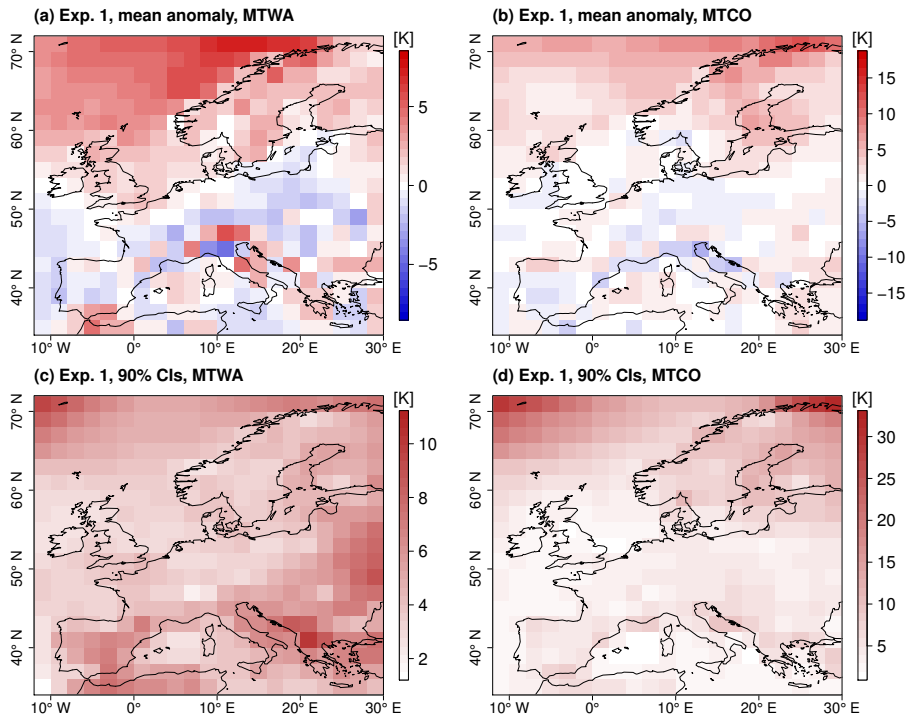 (a) Exp. 1, mean anomaly, MTWA
[K]
70° N
60° N
50° N
40° N
10° W
0°
10° E
20° E
30° E
5
0
−5
(b) Exp. 1, mean anomaly, MTCO
[K]
70° N
60° N
50° N
40° N
10° W
0°
10° E
20° E
30° E
15
10
5
0
−5
−10
−15
(c) Exp. 1, 90% CIs, MTWA
[K]
70° N
60° N
50° N
40° N
10° W
0°
10° E
20° E
30° E
10
8
6
4
2
(d) Exp. 1, 90% CIs, MTCO
[K]
70° N
60° N
50° N
40° N
10° W
0°
10° E
20° E
30° E
30
25
20
15
10
5